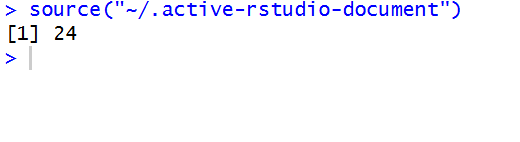 > source("~/.active-rstudio-document")
[1] 24
>